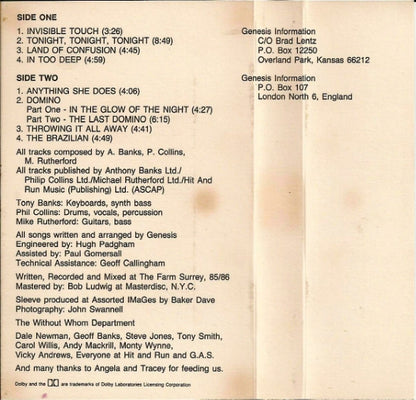 SIDE ONE
1. INVISIBLE TOUCH (3:26)
2. TONIGHT, TONIGHT, TONIGHT (8:49)
3. LAND OF CONFUSION (4:45)
4. IN TOO DEEP (4:59)
SIDE TWO
1. ANYTHING SHE DOES (4:06)
2. DOMINO
Part One - IN THE GLOW OF THE NIGHT (4:27)
Part Two - THE LAST DOMINO (6:15)
3. THROWING IT ALL AWAY (4:41)
4. THE BRAZILIAN (4:49)
All tracks composed by A. Banks, P. Collins,
M. Rutherford
All tracks published by Anthony Banks Ltd./
Philip Collins Ltd./Michael Rutherford Ltd./Hit And
Run Music (Publishing) Ltd. (ASCAP)
Tony Banks: Keyboards, synth bass
Phil Collins: Drums, vocals, percussion
Mike Rutherford: Guitars, bass
All songs written and arranged by Genesis
Engineered by: Hugh Padgham
Assisted by: Paul Gomersall
Technical Assistance: Geoff Callingham
Written, Recorded and Mixed at The Farm Surrey, 85/86
Mastered by: Bob Ludwig at Masterdisc, N.Y.C.
Sleeve produced at Assorted IMaGes by Baker Dave
Photography: John Swannell
The Without Whom Department
Dale Newman, Geoff Banks, Steve Jones, Tony Smith,
Carol Willis, Andy Mackrill, Monty Wynne,
Vicky Andrews, Everyone at Hit and Run and G.A.S.
And many thanks to Angela and Tracey for feeding us.
Dolby and the DD are trademarks of Dolby Laboratories Licensing Corporation
Genesis Information
C/O Brad Lentz
P.O. Box 12250
Overland Park, Kansas 66212
Genesis Information
P.O. Box 107
London North 6, England